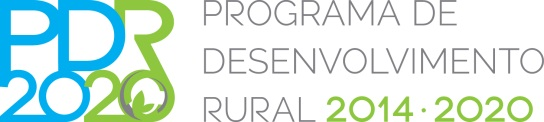 PDR
2020
PROGRAMA DE
DESENVOLVIMENTO
RURAL 2014·2020